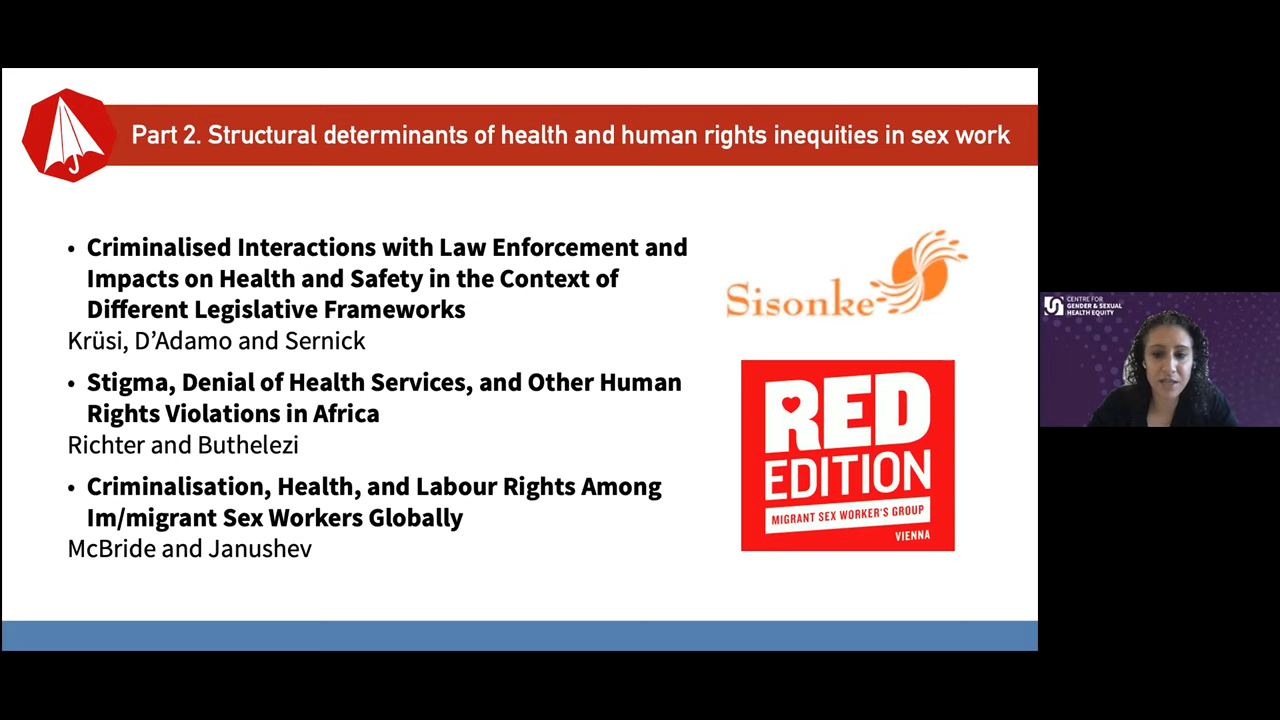 Part 2. Structural determinants of health and human rights inequities in sex work
• Criminalised Interactions with Law Enforcement and
Impacts on Health and Safety in the Context of
Different Legislative Frameworks
Krüsi, D’Adamo and Sernick
• Stigma, Denial of Health Services, and Other Human
Rights Violations in Africa
Richter and Buthelezi
• Criminalisation, Health, and Labour Rights Among
Im/migrant Sex Workers Globally
McBride and Janushev
Sisonke
RED
EDITION
MIGRANT SEX WORKER'S GROUP
VIENNA
CENTRE FOR
GENDER & SEXUAL
HEALTH EQUITY